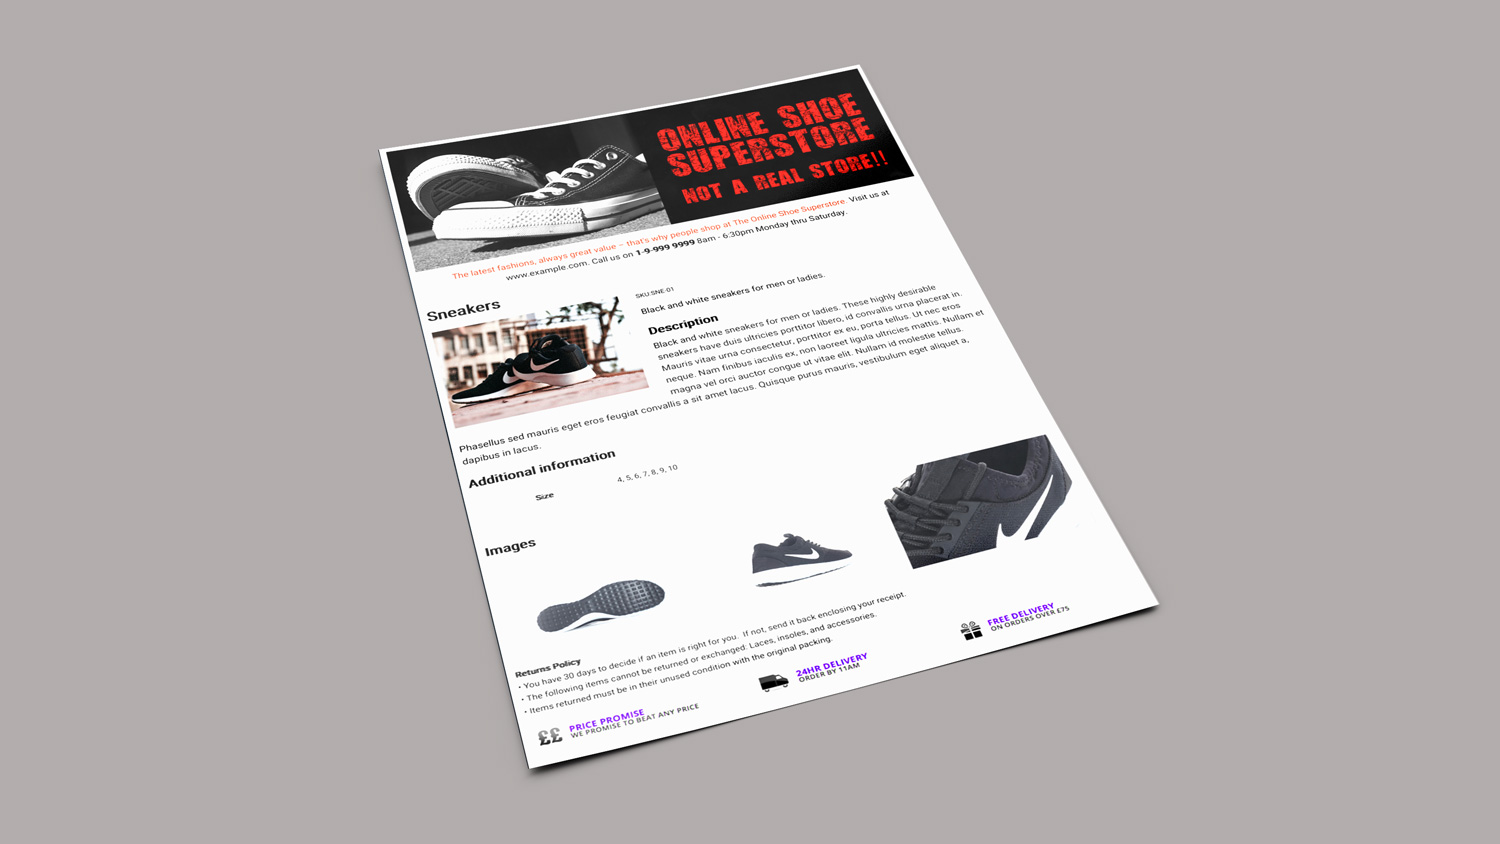 ONLINE SHOE
SUPERSTORE
NOT A REAL STORE!!
The latest fashions, always great value – that's why people shop at The Online Shoe Superstore. Visit us at
www.example.com. Call us on 1-9-999 9999 8am - 6:30pm Monday thru Saturday.
Sneakers
SKU:SNE-01
Black and white sneakers for men or ladies.
Description
Black and white sneakers for men or ladies. These highly desirable
sneakers have duis ultricies porttitor libero, id convallis urna placerat in.
Mauris vitae urna consectetur, porttitor ex eu, porta tellus. Ut nec eros
neque. Nam finibus iaculis ex, non laoreet ligula ultricies mattis. Nullam et
magna vel orci auctor congue ut vitae elit. Nullam id molestie tellus.
Phasellus sed mauris eget eros feugiat convallis a sit amet lacus. Quisque purus mauris, vestibulum eget aliquet a,
dapibus in lacus.
Additional information
Size
4, 5, 6, 7, 8, 9, 10
Images
Returns Policy
• You have 30 days to decide if an item is right for you. If not, send it back enclosing your receipt.
• The following items cannot be returned or exchanged. Laces, insoles, and accessories.
• Items returned must be in their unused condition with the original packing.
££
PRICE PROMISE
WE PROMISE TO BEAT ANY PRICE
24HR DELIVERY
ORDER BY 11AM
FREE DELIVERY
ON ORDERS OVER £75